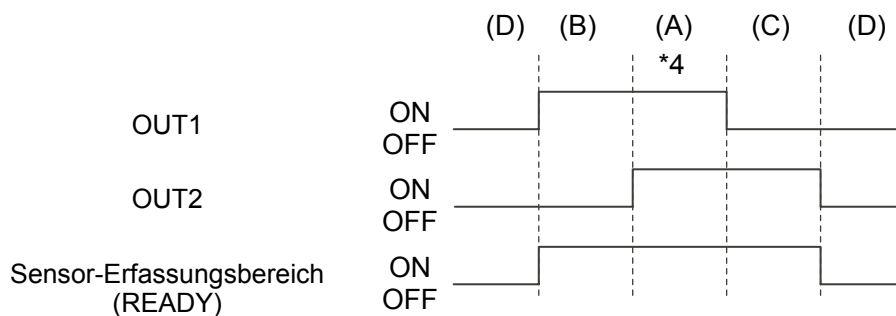 (D) (B) (A) (C) (D)
*4
OUT1 ON
OFF
OUT2 ON
OFF
Sensor-Erfassungsbereich ON
(READY) OFF